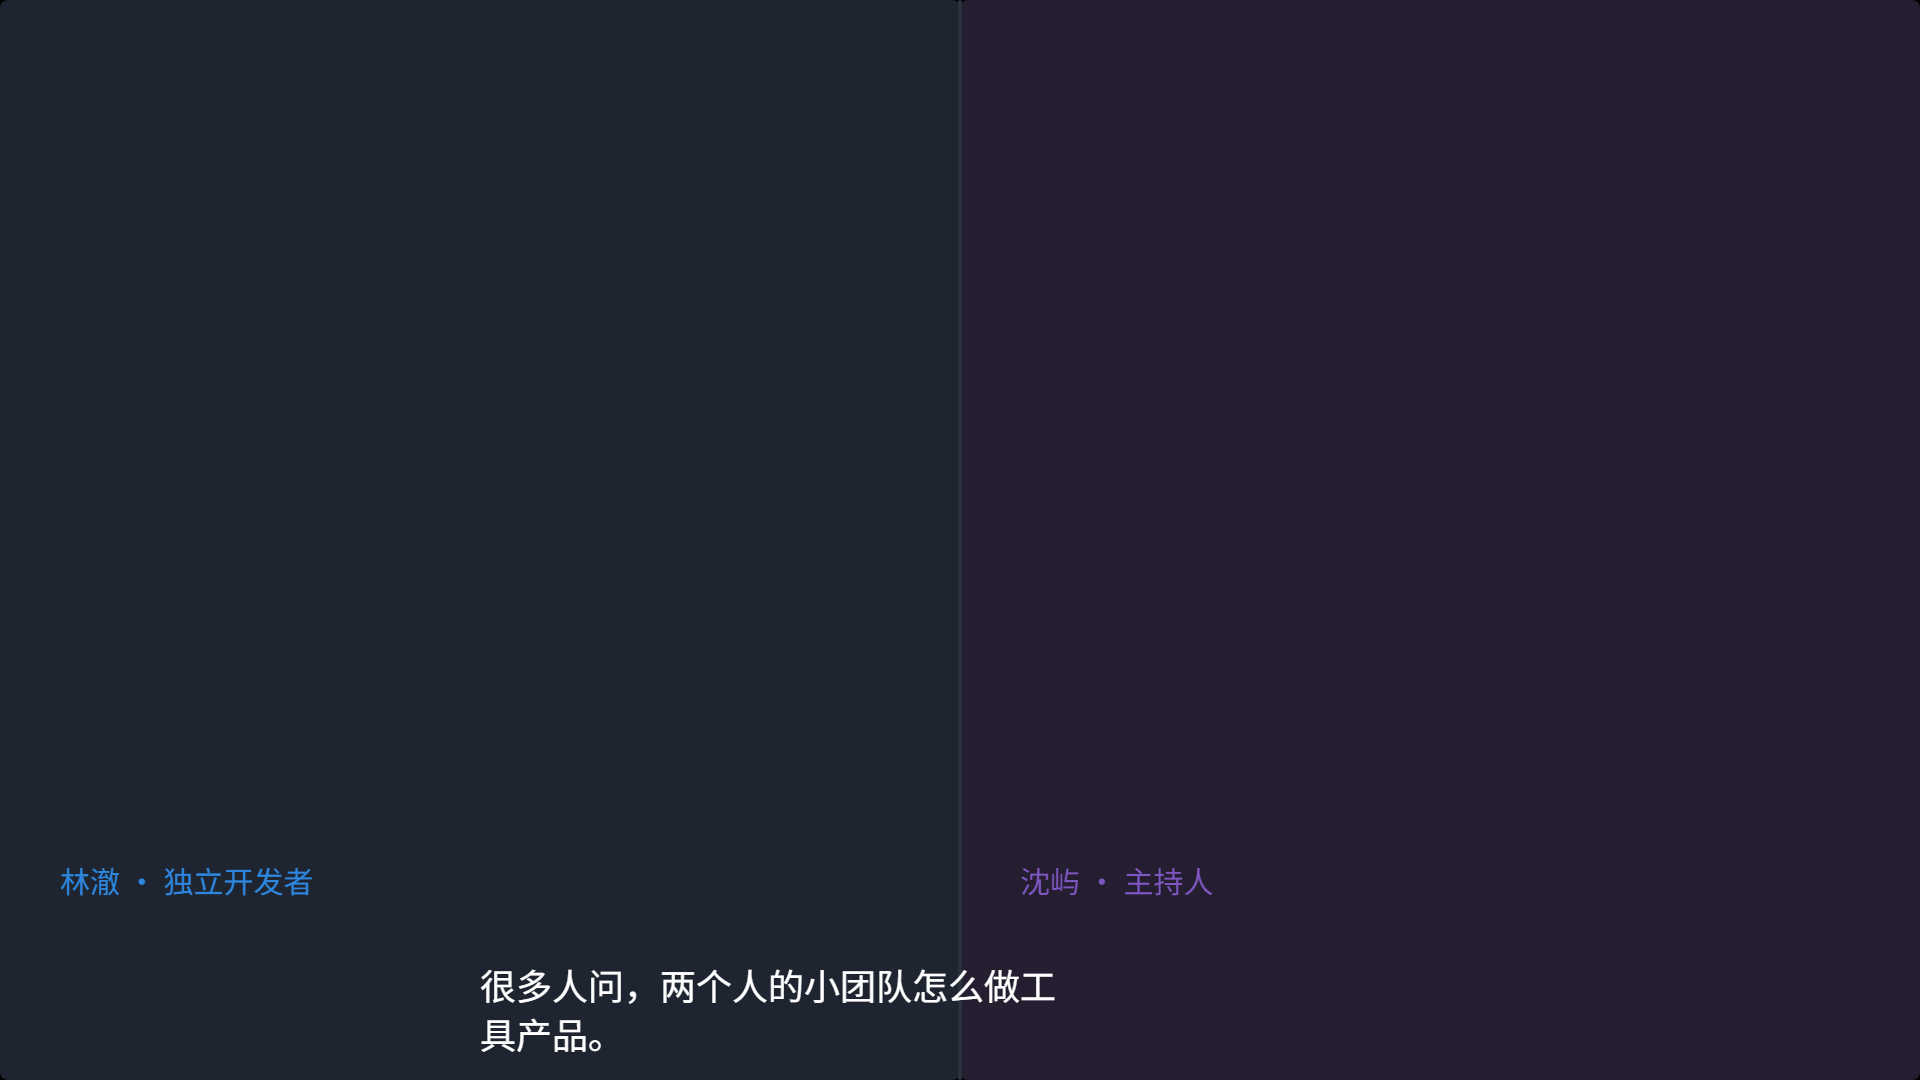 林澈 · 独立开发者
沈屿 · 主持人
很多人问，两个人的小团队怎么做工
具产品。